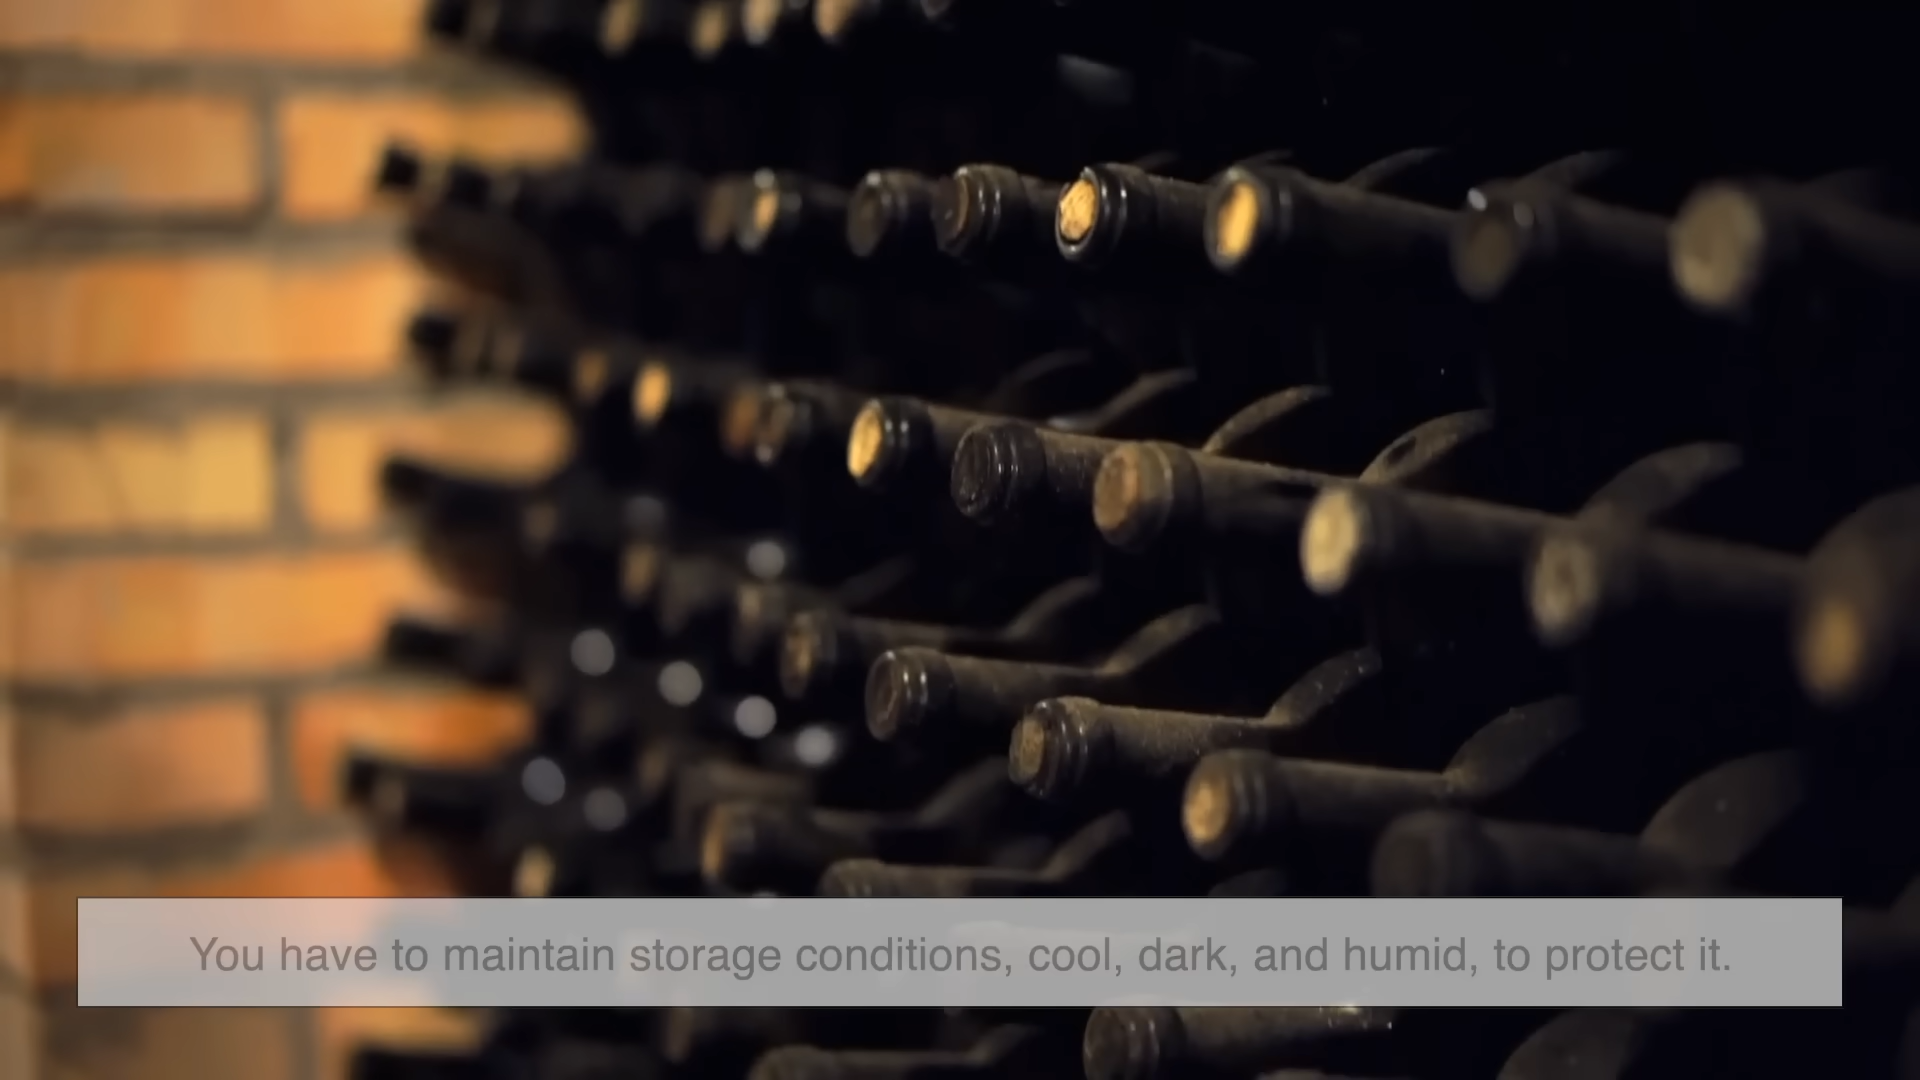 You have to maintain storage conditions, cool, dark, and humid, to protect it.